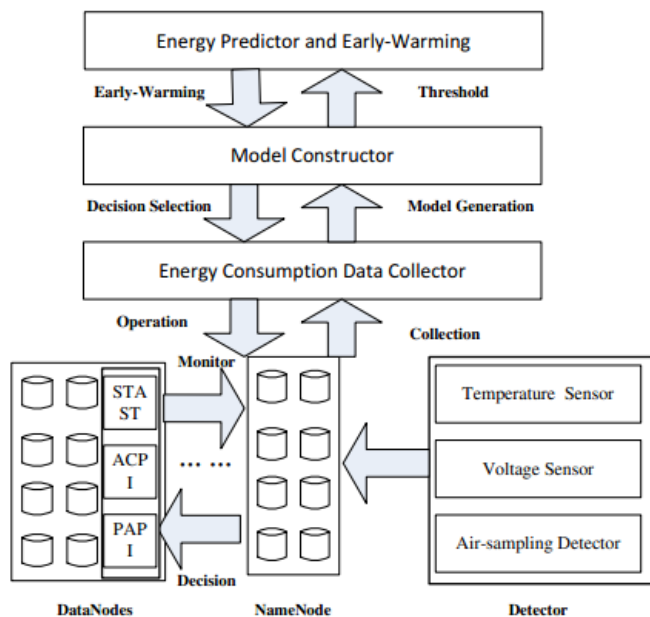 Energy Predictor and Early-Warming
Early-Warming
Threshold
Model Constructor
Decision Selection
Model Generation
Energy Consumption Data Collector
Operation
Collection
Monitor
STA
ST
ACP
I
PAP
I
... ...
Decision
Temperature Sensor
Voltage Sensor
Air-sampling Detector
DataNodes
NameNode
Detector